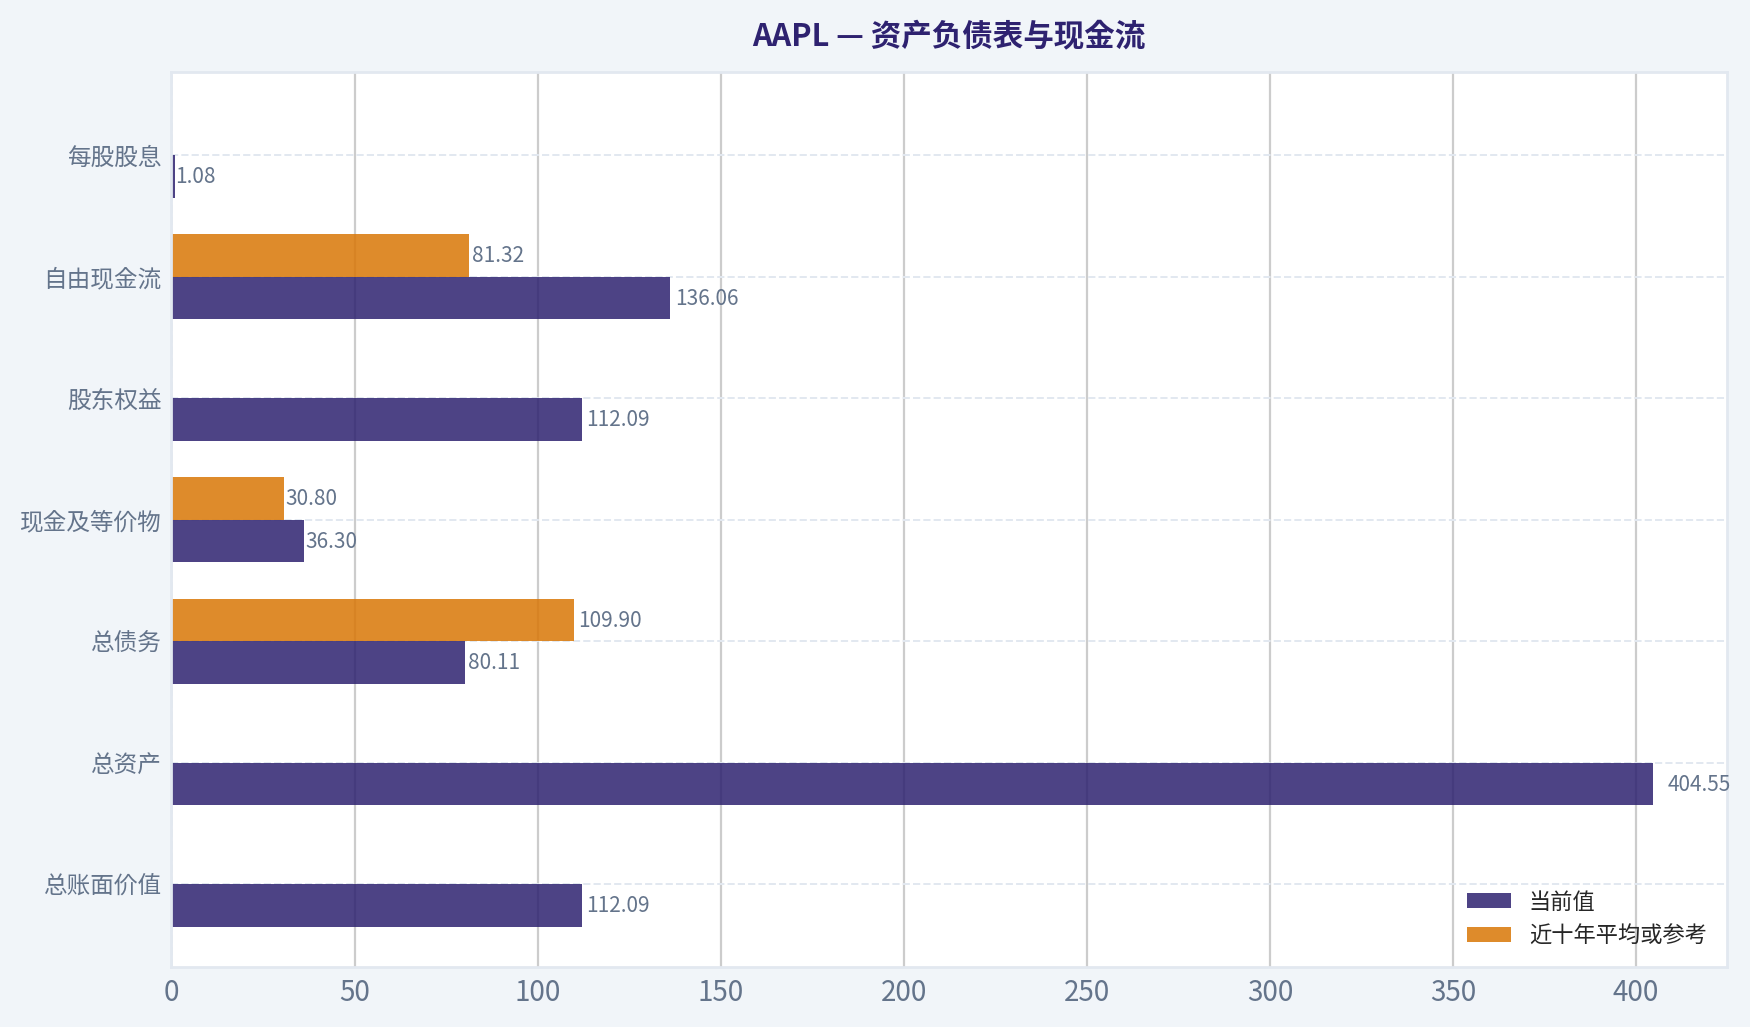 AAPL — 资产负债表与现金流
每股股息
1.08
81.32
自由现金流
136.06
股东权益
112.09
30.80
现金及等价物
36.30
109.90
总债务
80.11
总资产
404.55
总账面价值
112.09
当前值
近十年平均或参考
0 50 100 150 200 250 300 350 400